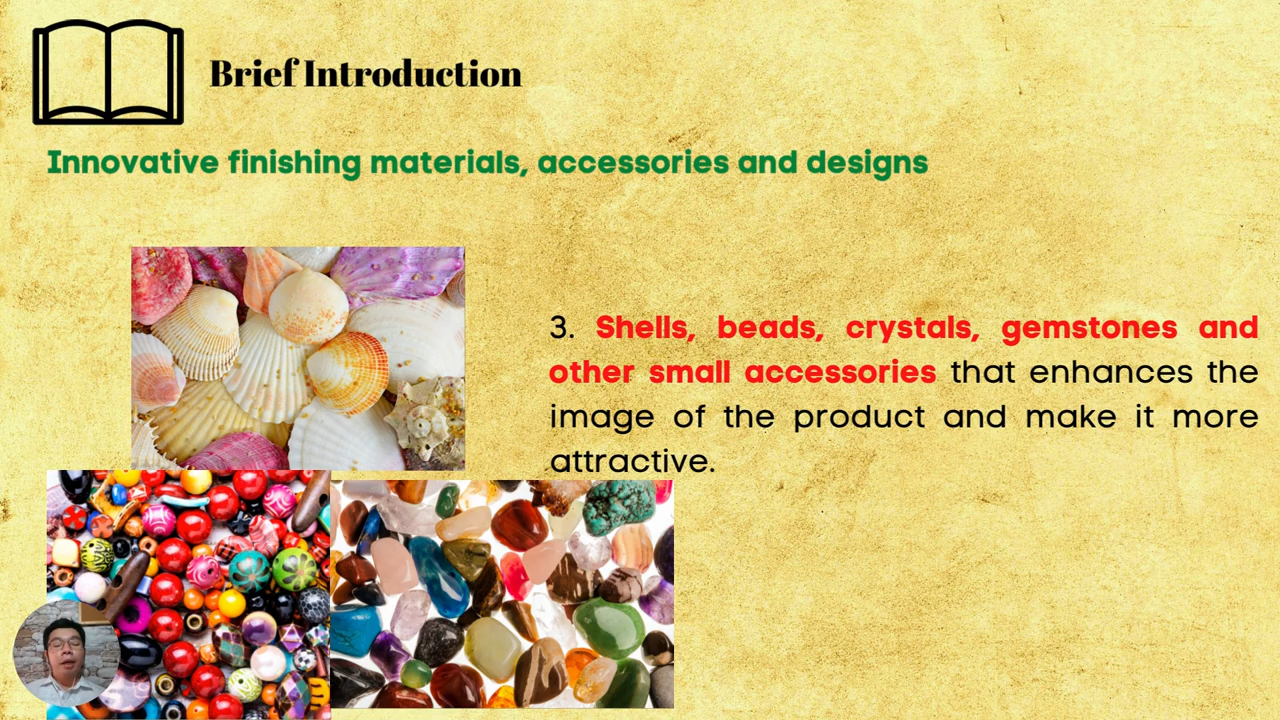 Brief Introduction
Innovative finishing materials, accessories and designs
3. Shells, beads, crystals, gemstones and
other small accessories that enhances the
image of the product and make it more
attractive.